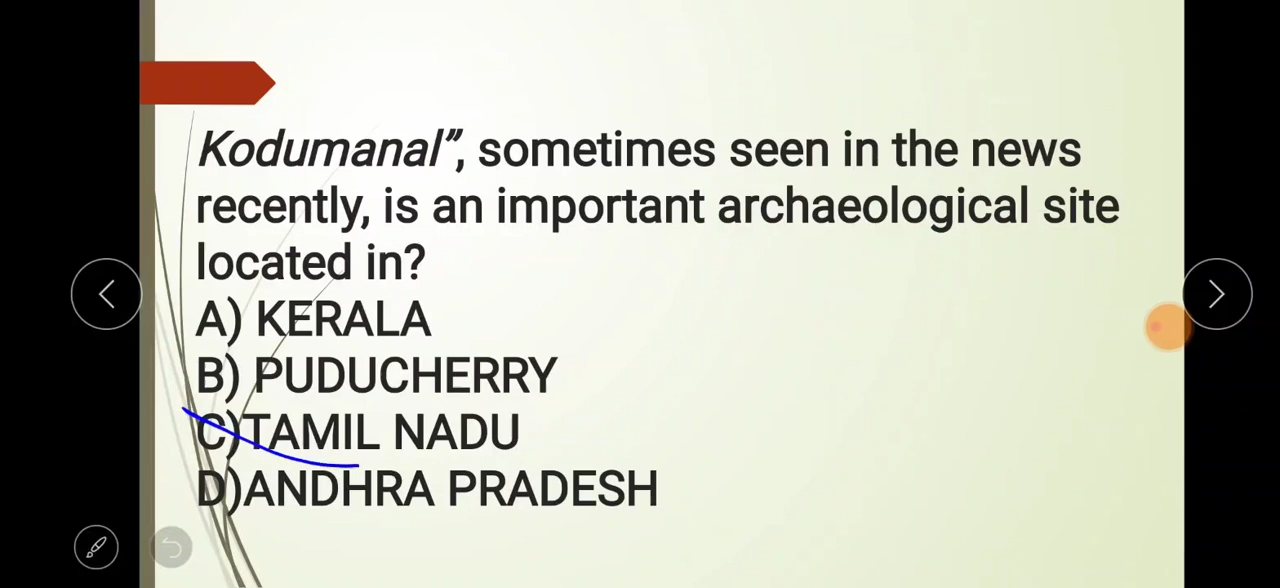 Kodumanal”, sometimes seen in the news
recently, is an important archaeological site
located in?
A) KERALA
B) PUDUCHERRY
C)TAMIL NADU
D)ANDHRA PRADESH